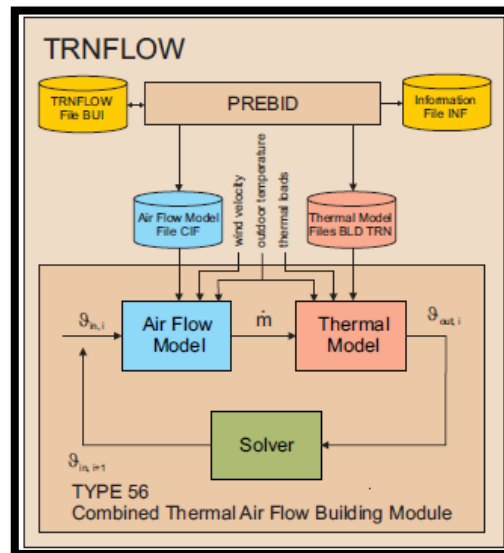 TRNFLOW
TRNFLOW
File BUI
PREBID
Information
File INF
Air Flow Model
File CIF
wind velocity
outdoor temperature
thermal loads
Thermal Model
Files BLD TRN
ϑin, i
Air Flow
Model
ṁ
Thermal
Model
ϑout, i
Solver
ϑin, i+1
TYPE 56
Combined Thermal Air Flow Building Module